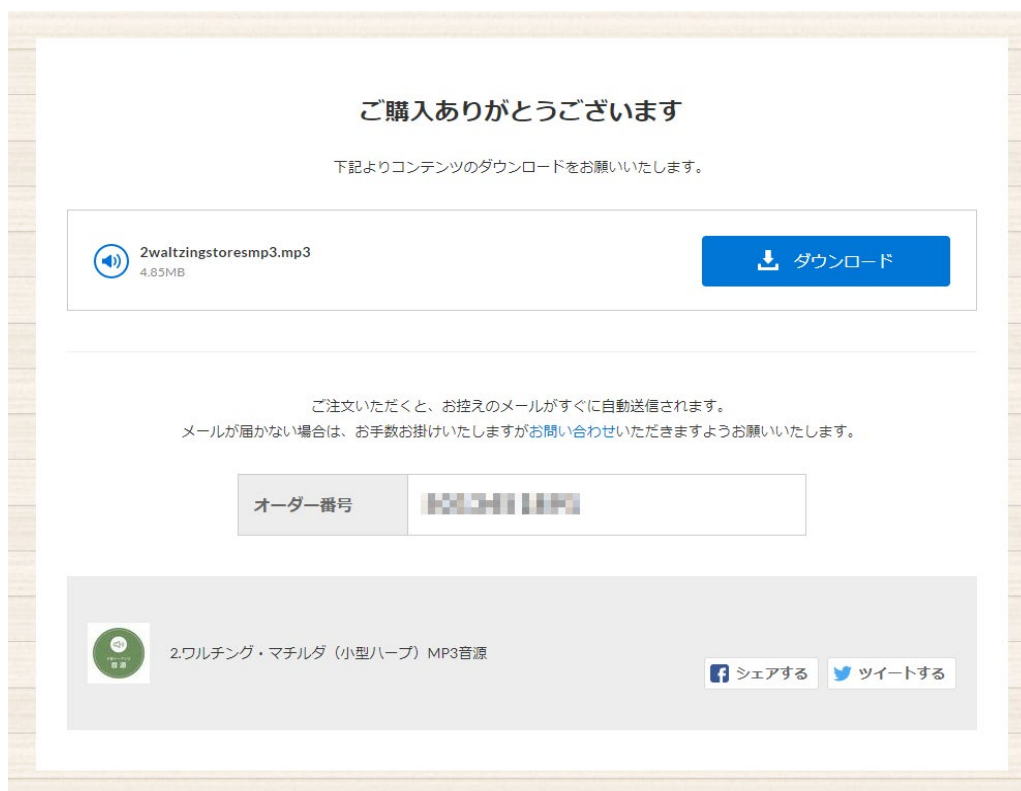 ご購入ありがとうございます
下記よりコンテンツのダウンロードをお願いいたします。
2waltzingstoresmp3.mp3
4.85MB
ダウンロード
ご注文いただくと、お控えのメールがすぐに自動送信されます。
メールが届かない場合は、お手数お掛けいたしますがお問い合わせいただきますようお願いいたします。
オーダー番号
音源
2.ワルチング・マチルダ（小型ハープ）MP3音源
シェアする
ツイートする